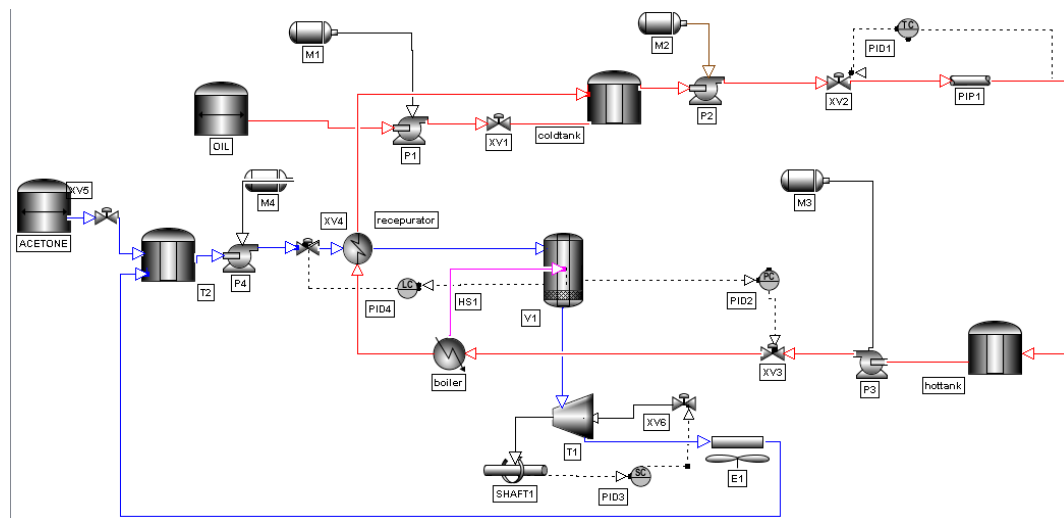 M1
M2
TC
PID1
XV2
PIP1
OIL
P1
XV1
coldtank
P2
XV5
ACETONE
M4
M3
XV4
recepurator
T2
P4
LC
PID4
HS1
V1
PC
PID2
boiler
XV3
P3
hottank
XV6
T1
SC
SHAFT1
PID3
E1